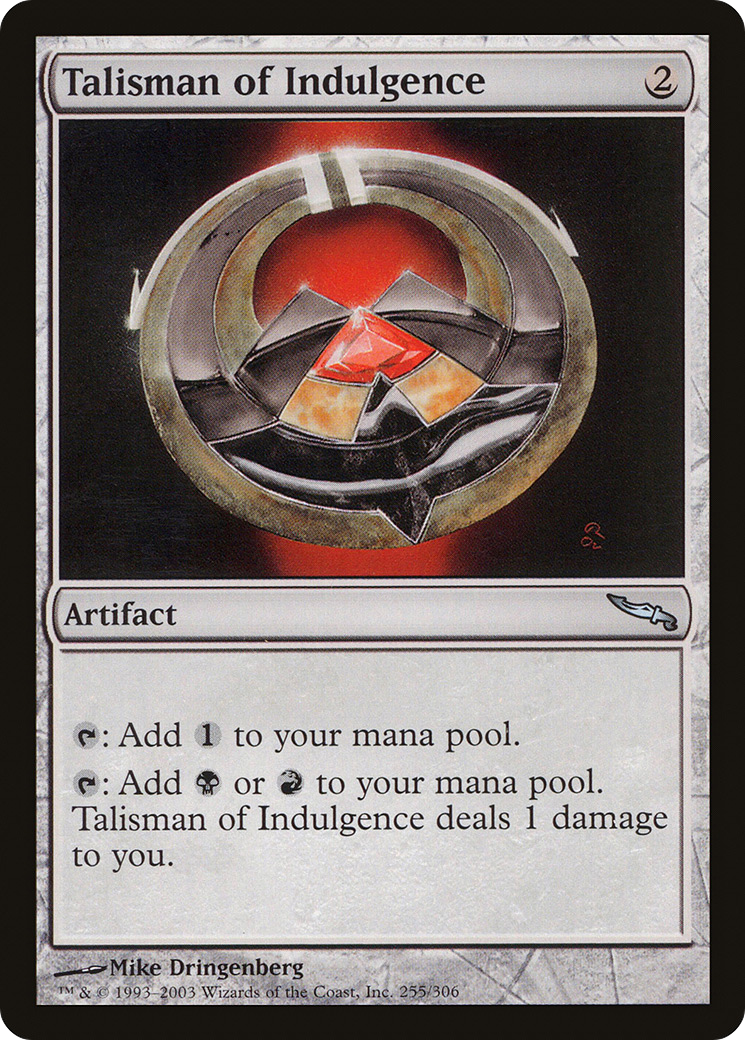 Talisman of Indulgence 2
Artifact
: Add 1 to your mana pool.
: Add or to your mana pool.
Talisman of Indulgence deals 1 damage
to you.
Mike Dringenberg
™ & © 1993–2003 Wizards of the Coast, Inc. 255/306